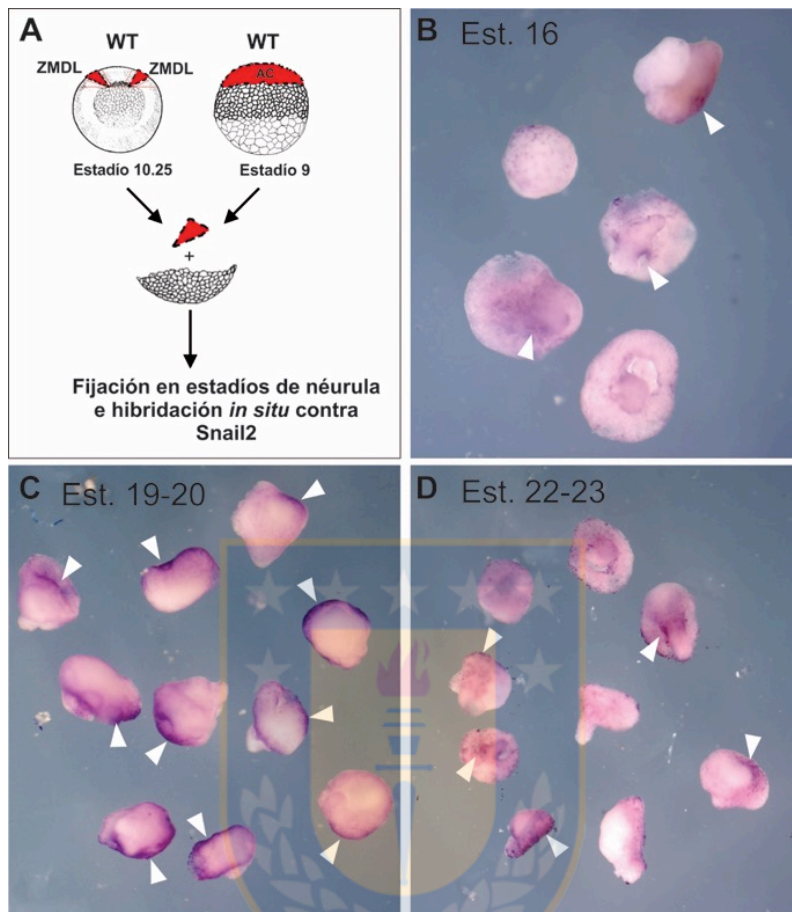 A
WT
WT
ZMDL
ZMDL
AC
Estadío 10.25
Estadío 9
+
Fijación en estadíos de néurula
e hibridación in situ contra
Snail2
B Est. 16
C Est. 19-20
D Est. 22-23